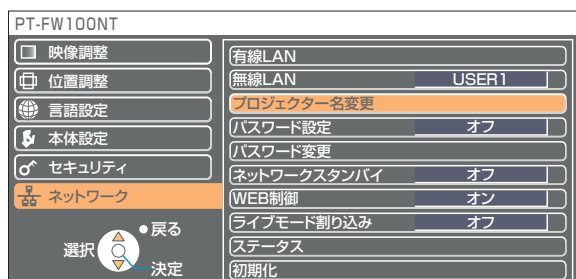 PT-FW100NT
映像調整
位置調整
言語設定
本体設定
セキュリティ
ネットワーク
選択
戻る
決定
有線LAN
無線LAN USER1
プロジェクター名変更
パスワード設定 オフ
パスワード変更
ネットワークスタンバイ オフ
WEB制御 オン
ライブモード割り込み オフ
ステータス
初期化